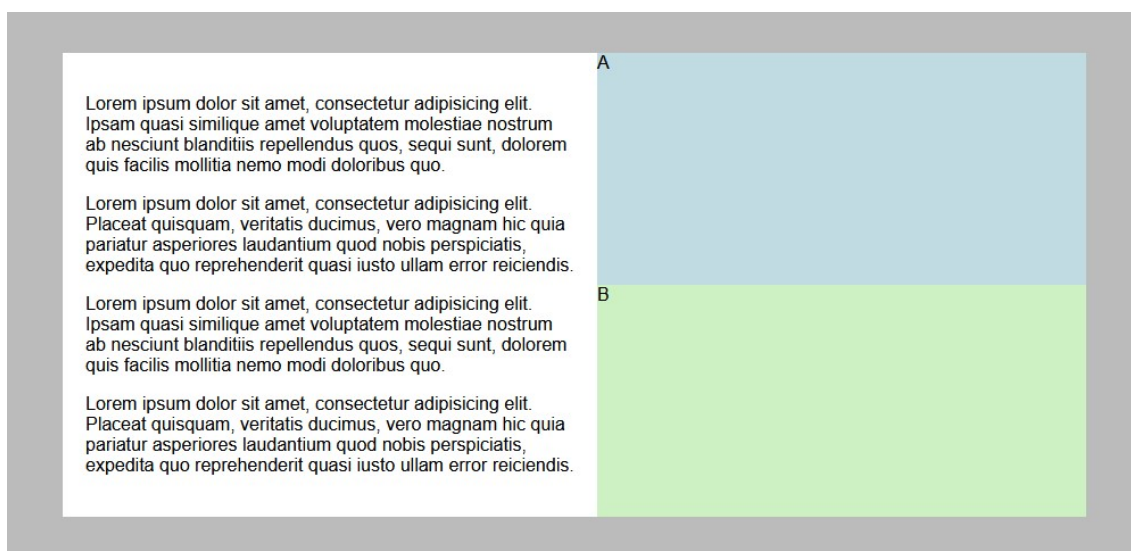 Lorem ipsum dolor sit amet, consectetur adipisicing elit.
Ipsam quasi similique amet voluptatem molestiae nostrum
ab nesciunt blanditiis repellendus quos, sequi sunt, dolorem
quis facilis mollitia nemo modi doloribus quo.
Lorem ipsum dolor sit amet, consectetur adipisicing elit.
Placeat quisquam, veritatis ducimus, vero magnam hic quia
pariatur asperiores laudantium quod nobis perspiciatis,
expedita quo reprehenderit quasi iusto ullam error reiciendis.
Lorem ipsum dolor sit amet, consectetur adipisicing elit.
Ipsam quasi similique amet voluptatem molestiae nostrum
ab nesciunt blanditiis repellendus quos, sequi sunt, dolorem
quis facilis mollitia nemo modi doloribus quo.
Lorem ipsum dolor sit amet, consectetur adipisicing elit.
Placeat quisquam, veritatis ducimus, vero magnam hic quia
pariatur asperiores laudantium quod nobis perspiciatis,
expedita quo reprehenderit quasi iusto ullam error reiciendis.
A
B